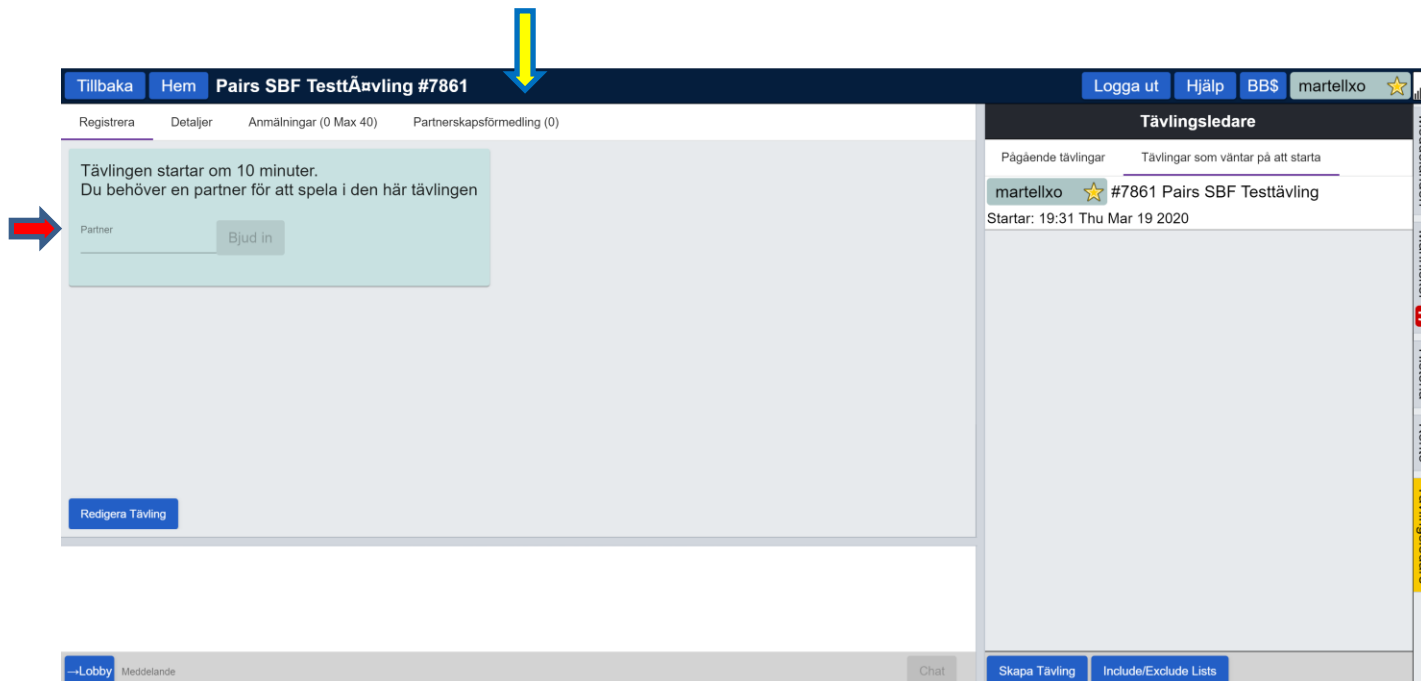 Tillbaka Hem Pairs SBF TesttÃ¤vling #7861 Logga ut Hjälp BB$ martellxo
Registrera Detaljer Anmälningar (0 Max 40) Partnerskapsförmedling (0)
Tävlingen startar om 10 minuter.
Du behöver en partner för att spela i den här tävlingen
Partner
Bjud in
Redigera Tävling
→Lobby Meddelande Chat
Tävlingsledare
Pågående tävlingar Tävlingar som väntar på att starta
martellxo #7861 Pairs SBF Testtävling
Startar: 19:31 Thu Mar 19 2020
Skapa Tävling Include/Exclude Lists